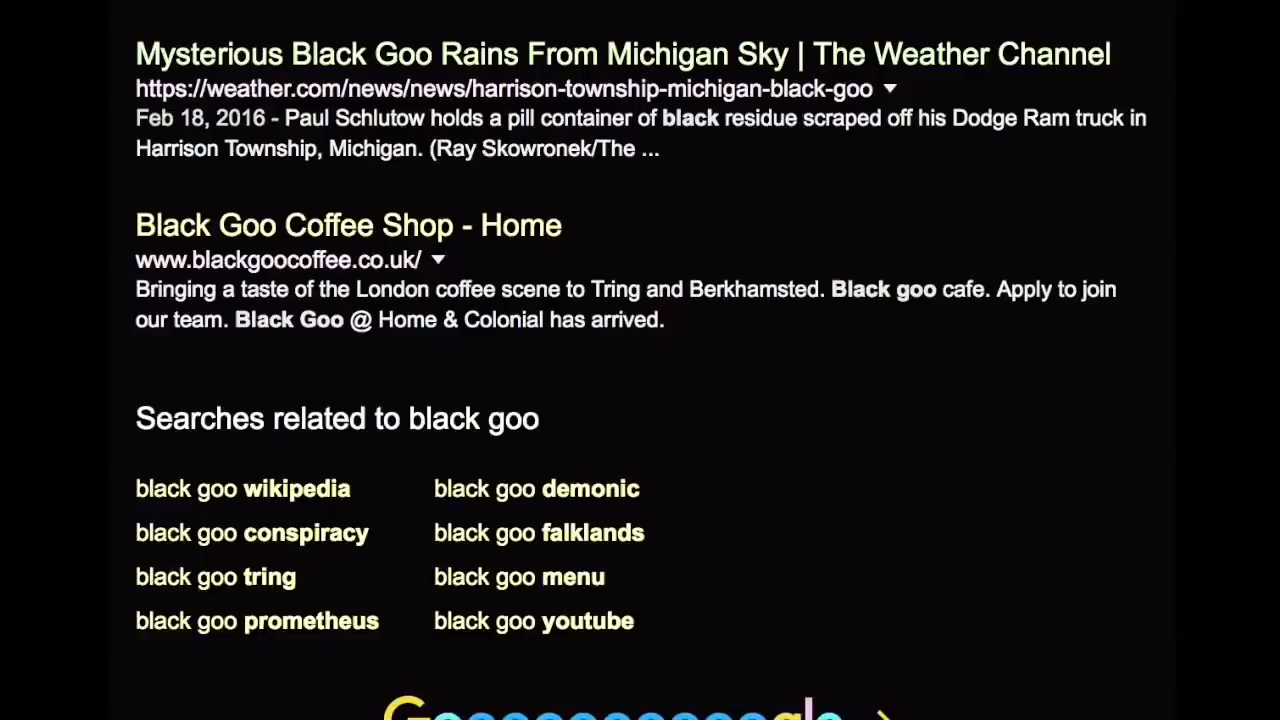 Mysterious Black Goo Rains From Michigan Sky | The Weather Channel
https://weather.com/news/news/harrison-township-michigan-black-goo
Feb 18, 2016 - Paul Schlutow holds a pill container of black residue scraped off his Dodge Ram truck in
Harrison Township, Michigan. (Ray Skowronek/The ...
Black Goo Coffee Shop - Home
www.blackgoocoffee.co.uk/
Bringing a taste of the London coffee scene to Tring and Berkhamsted. Black goo cafe. Apply to join
our team. Black Goo @ Home & Colonial has arrived.
Searches related to black goo
black goo wikipedia
black goo demonic
black goo conspiracy
black goo falklands
black goo tring
black goo menu
black goo prometheus
black goo youtube